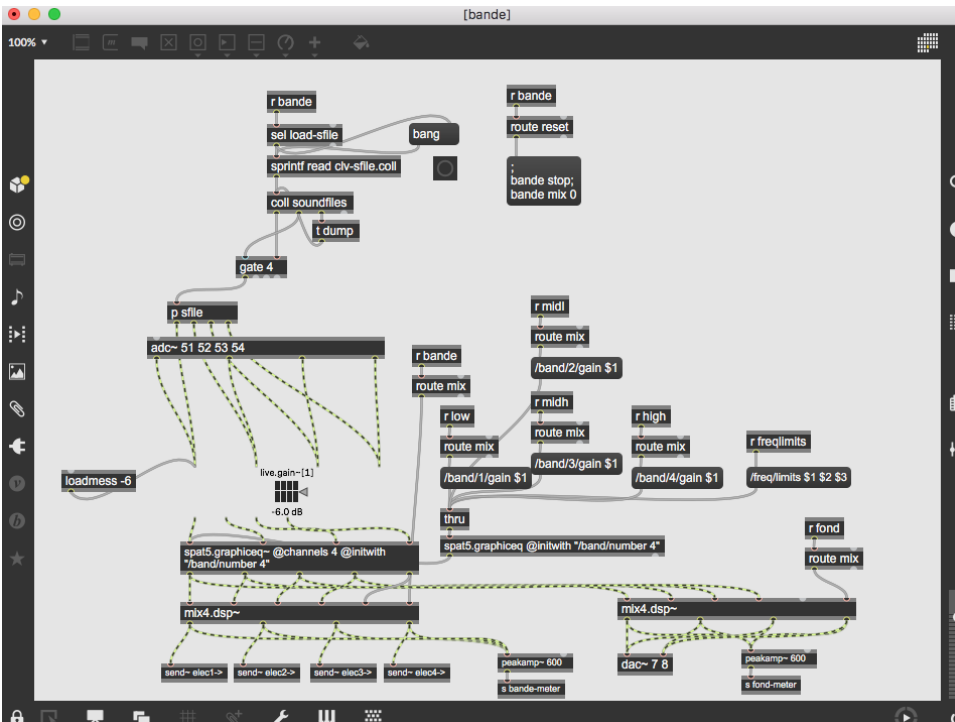 [bande]
100%
r bande
sel load-sfile
bang
sprintf read clv-sfile.coll
coll soundfiles
t dump
gate 4
p sfile
adc~ 51 52 53 54
r bande
route reset
;
bande stop;
bande mix 0
r bande
route mix
r midl
route mix
/band/2/gain $1
r midh
route mix
/band/3/gain $1
r low
route mix
/band/1/gain $1
r high
route mix
/band/4/gain $1
r freqlimits
/freq/limits $1 $2 $3
loadmess -6
live.gain~[1]
-6.0 dB
thru
spat5.graphiceq @initwith "/band/number 4"
spat5.graphiceq~ @channels 4 @initwith
"/band/number 4"
r fond
route mix
mix4.dsp~
mix4.dsp~
send~ elec1->
send~ elec2->
send~ elec3->
send~ elec4->
peakamp~ 600
s bande-meter
dac~ 7 8
peakamp~ 600
s fond-meter